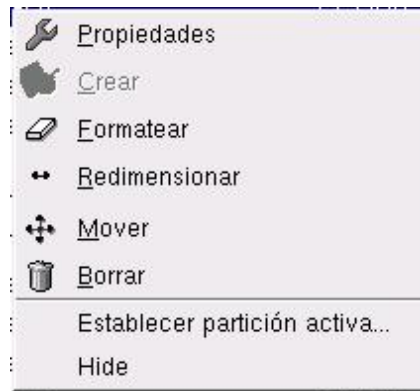 Propiedades
Crear
Formatear
Redimensionar
Mover
Borrar
Establecer partición activa...
Hide